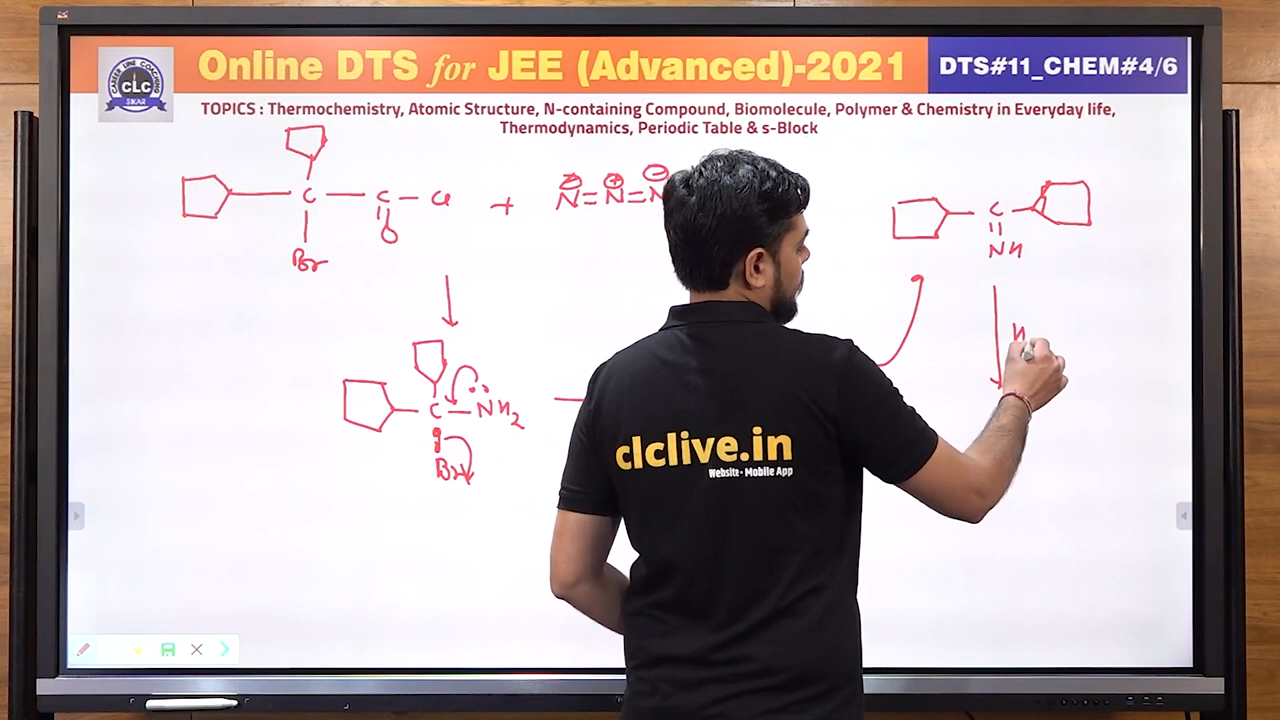 Online DTS for JEE (Advanced)-2021
DTS#11_CHEM#4/6
CAREER LINE COACHING
CLC
SIKAR
TOPICS : Thermochemistry, Atomic Structure, N-containing Compound, Biomolecule, Polymer & Chemistry in Everyday life,
Thermodynamics, Periodic Table & s-Block
C — C — Cl + N = N = N
O
Br
C
NH
C — NH2
Br
H
clclive.in
Website • Mobile App